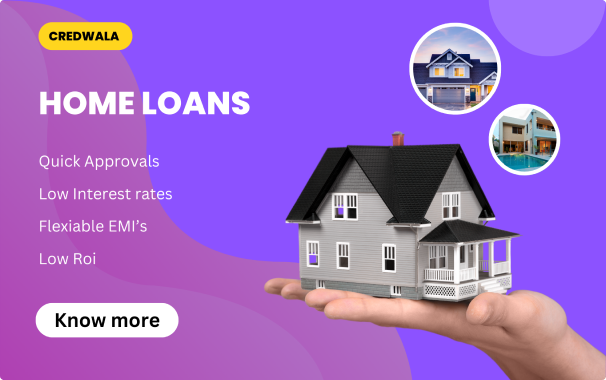 CREDWALA
HOME LOANS
Quick Approvals
Low Interest rates
Flexiable EMI's
Low Roi
Know more